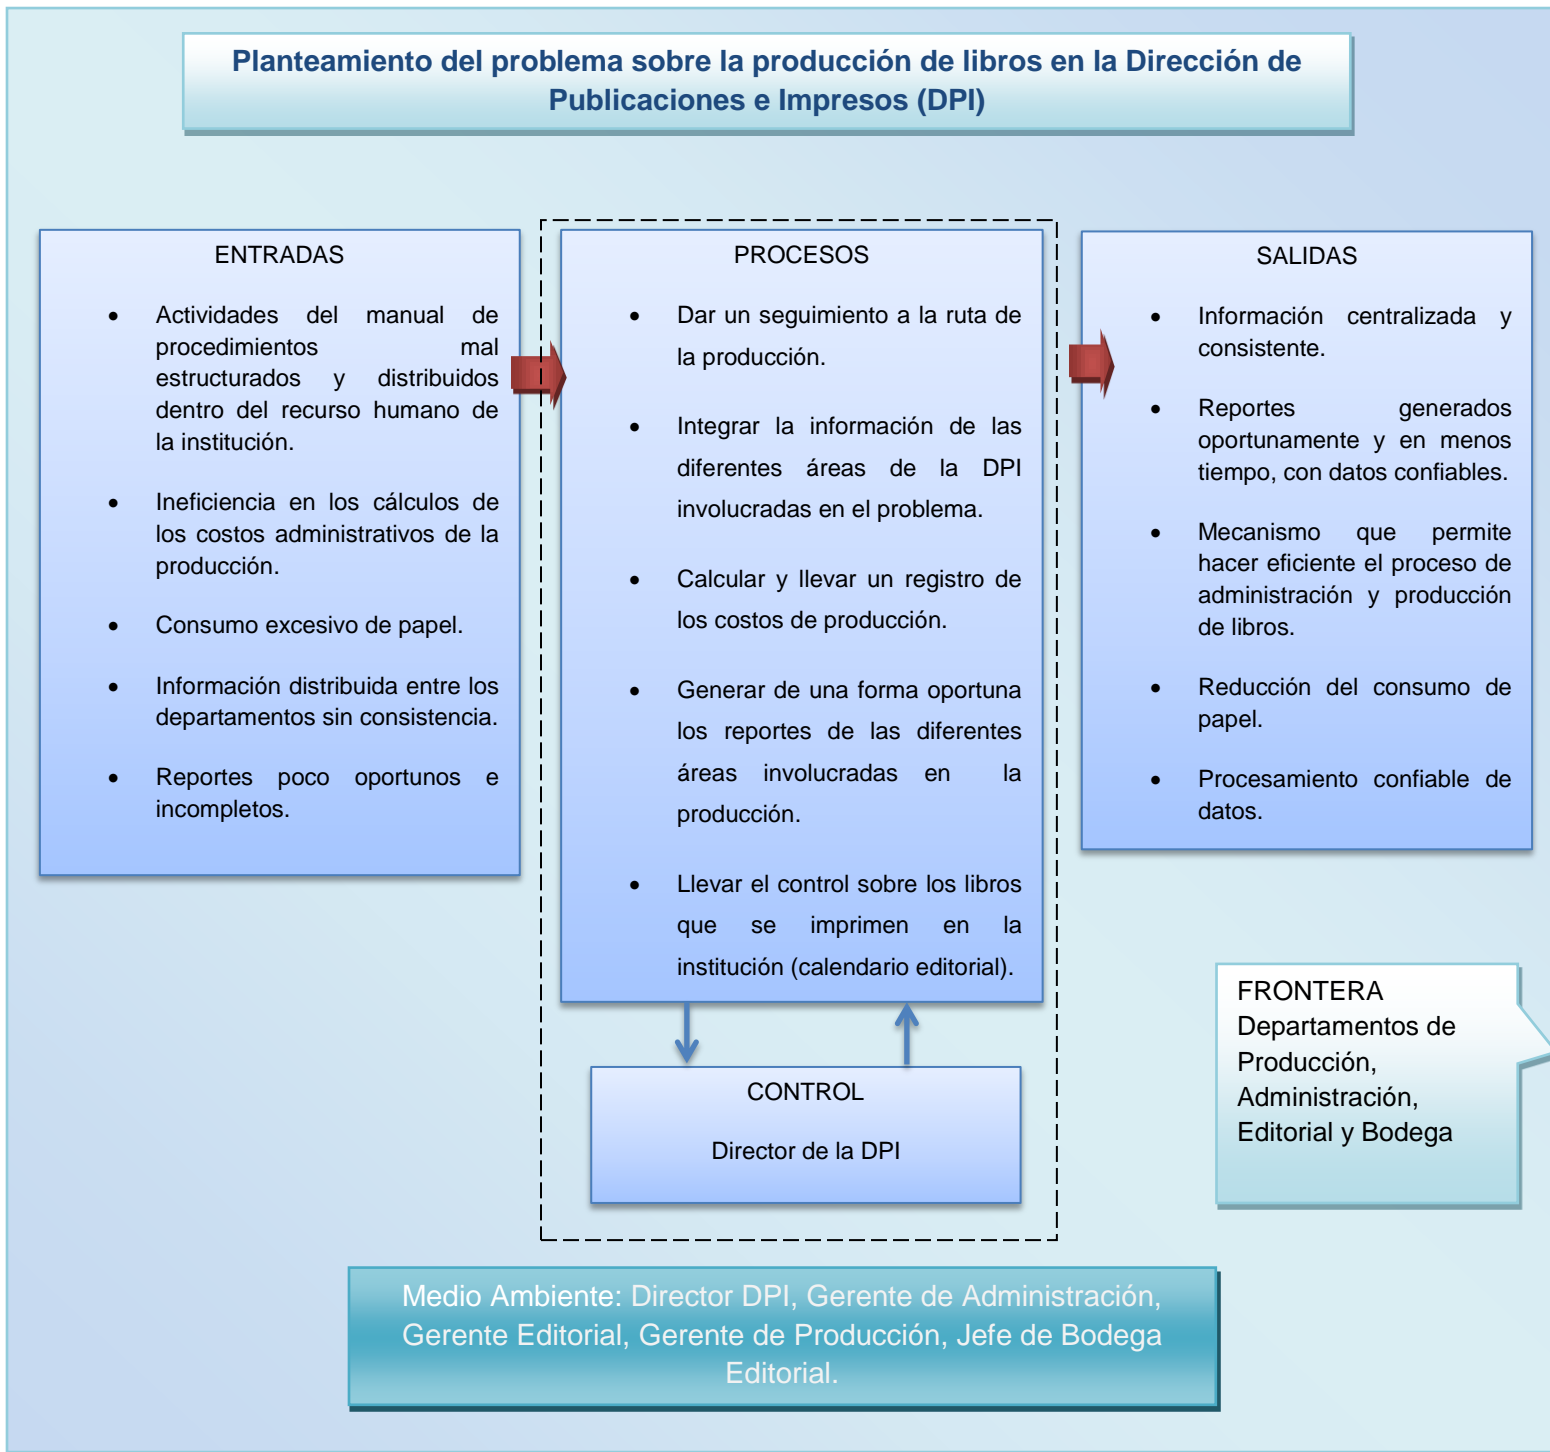 Planteamiento del problema sobre la producción de libros en la Dirección de
Publicaciones e Impresos (DPI)
ENTRADAS
• Actividades del manual de
procedimientos mal
estructurados y distribuidos
dentro del recurso humano de
la institución.
• Ineficiencia en los cálculos de
los costos administrativos de la
producción.
• Consumo excesivo de papel.
• Información distribuida entre los
departamentos sin consistencia.
• Reportes poco oportunos e
incompletos.
PROCESOS
• Dar un seguimiento a la ruta de
la producción.
• Integrar la información de las
diferentes áreas de la DPI
involucradas en el problema.
• Calcular y llevar un registro de
los costos de producción.
• Generar de una forma oportuna
los reportes de las diferentes
áreas involucradas en la
producción.
• Llevar el control sobre los libros
que se imprimen en la
institución (calendario editorial).
SALIDAS
• Información centralizada y
consistente.
• Reportes generados
oportunamente y en menos
tiempo, con datos confiables.
• Mecanismo que permite
hacer eficiente el proceso de
administración y producción
de libros.
• Reducción del consumo de
papel.
• Procesamiento confiable de
datos.
CONTROL
Director de la DPI
FRONTERA
Departamentos de
Producción,
Administración,
Editorial y Bodega
Medio Ambiente: Director DPI, Gerente de Administración,
Gerente Editorial, Gerente de Producción, Jefe de Bodega
Editorial.